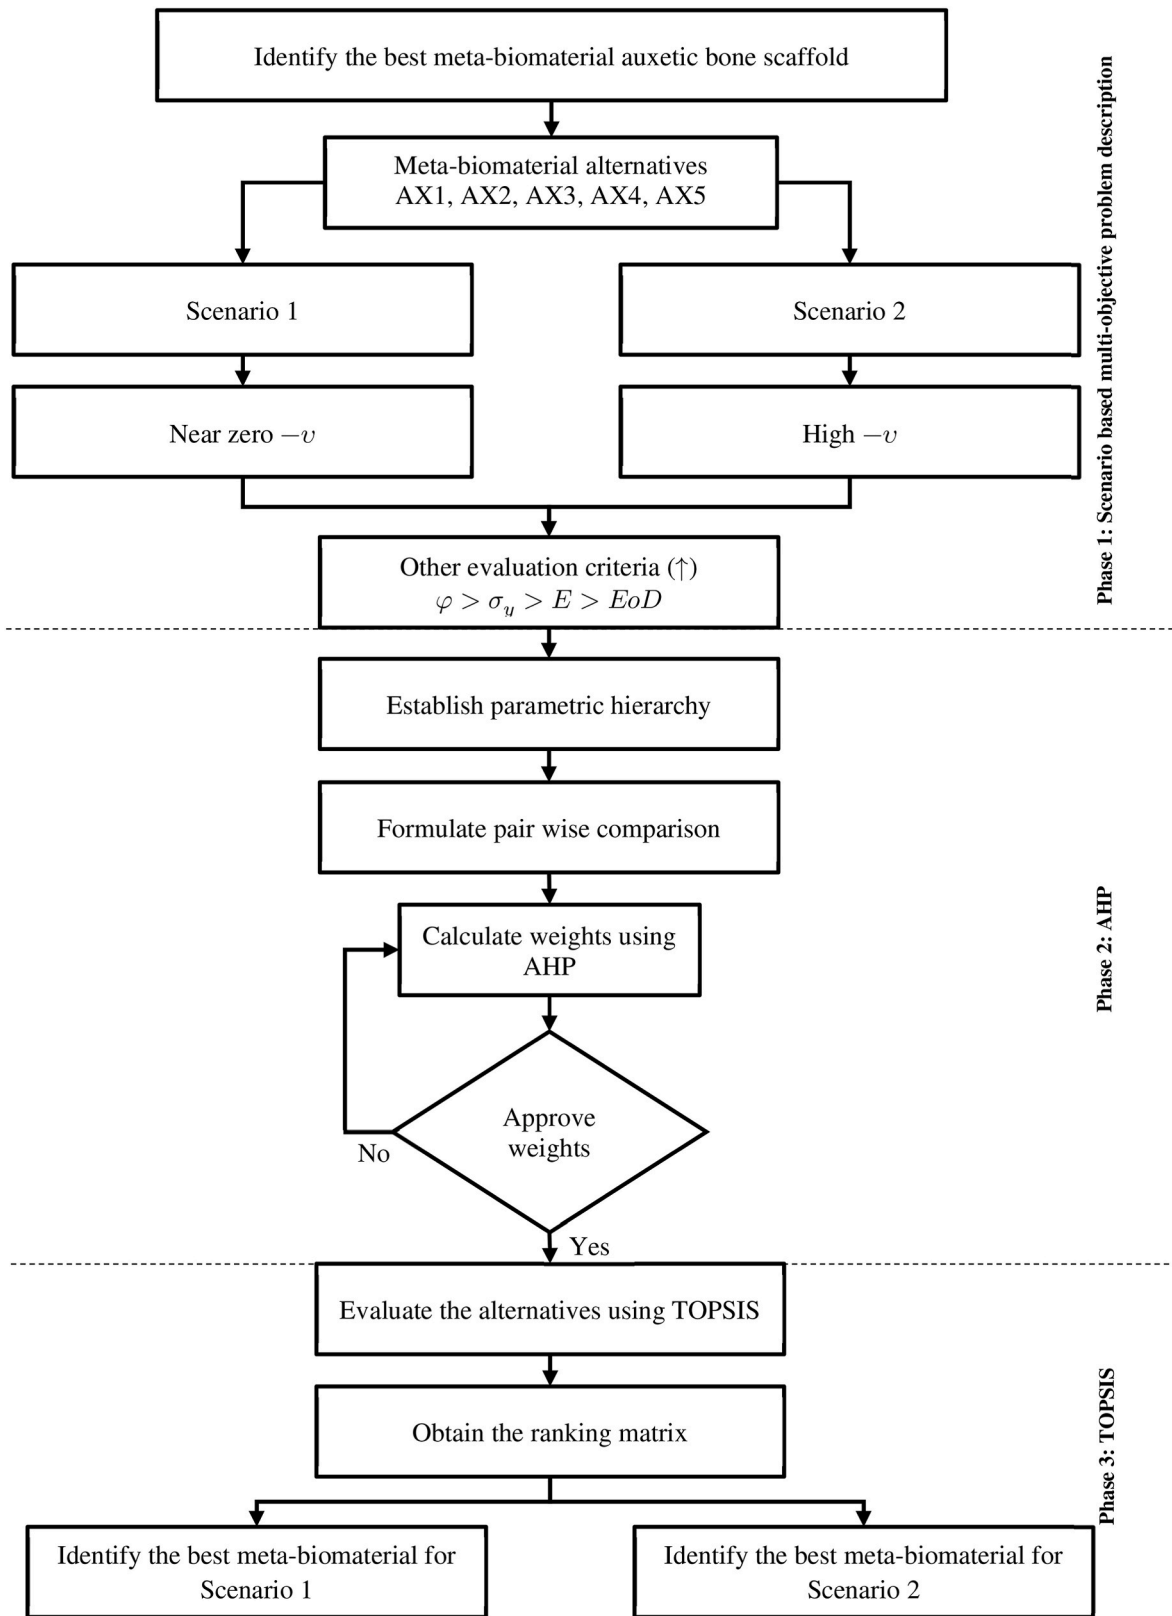 Identify the best meta-biomaterial auxetic bone scaffold
Meta-biomaterial alternatives
AX1, AX2, AX3, AX4, AX5
Scenario 1
Scenario 2
Near zero −υ
High −υ
Other evaluation criteria (↑)
φ > σ_y > E > EoD
Phase 1: Scenario based multi-objective problem description
Establish parametric hierarchy
Formulate pair wise comparison
Calculate weights using
AHP
Approve
weights
No
Yes
Phase 2: AHP
Evaluate the alternatives using TOPSIS
Obtain the ranking matrix
Identify the best meta-biomaterial for
Scenario 1
Identify the best meta-biomaterial for
Scenario 2
Phase 3: TOPSIS